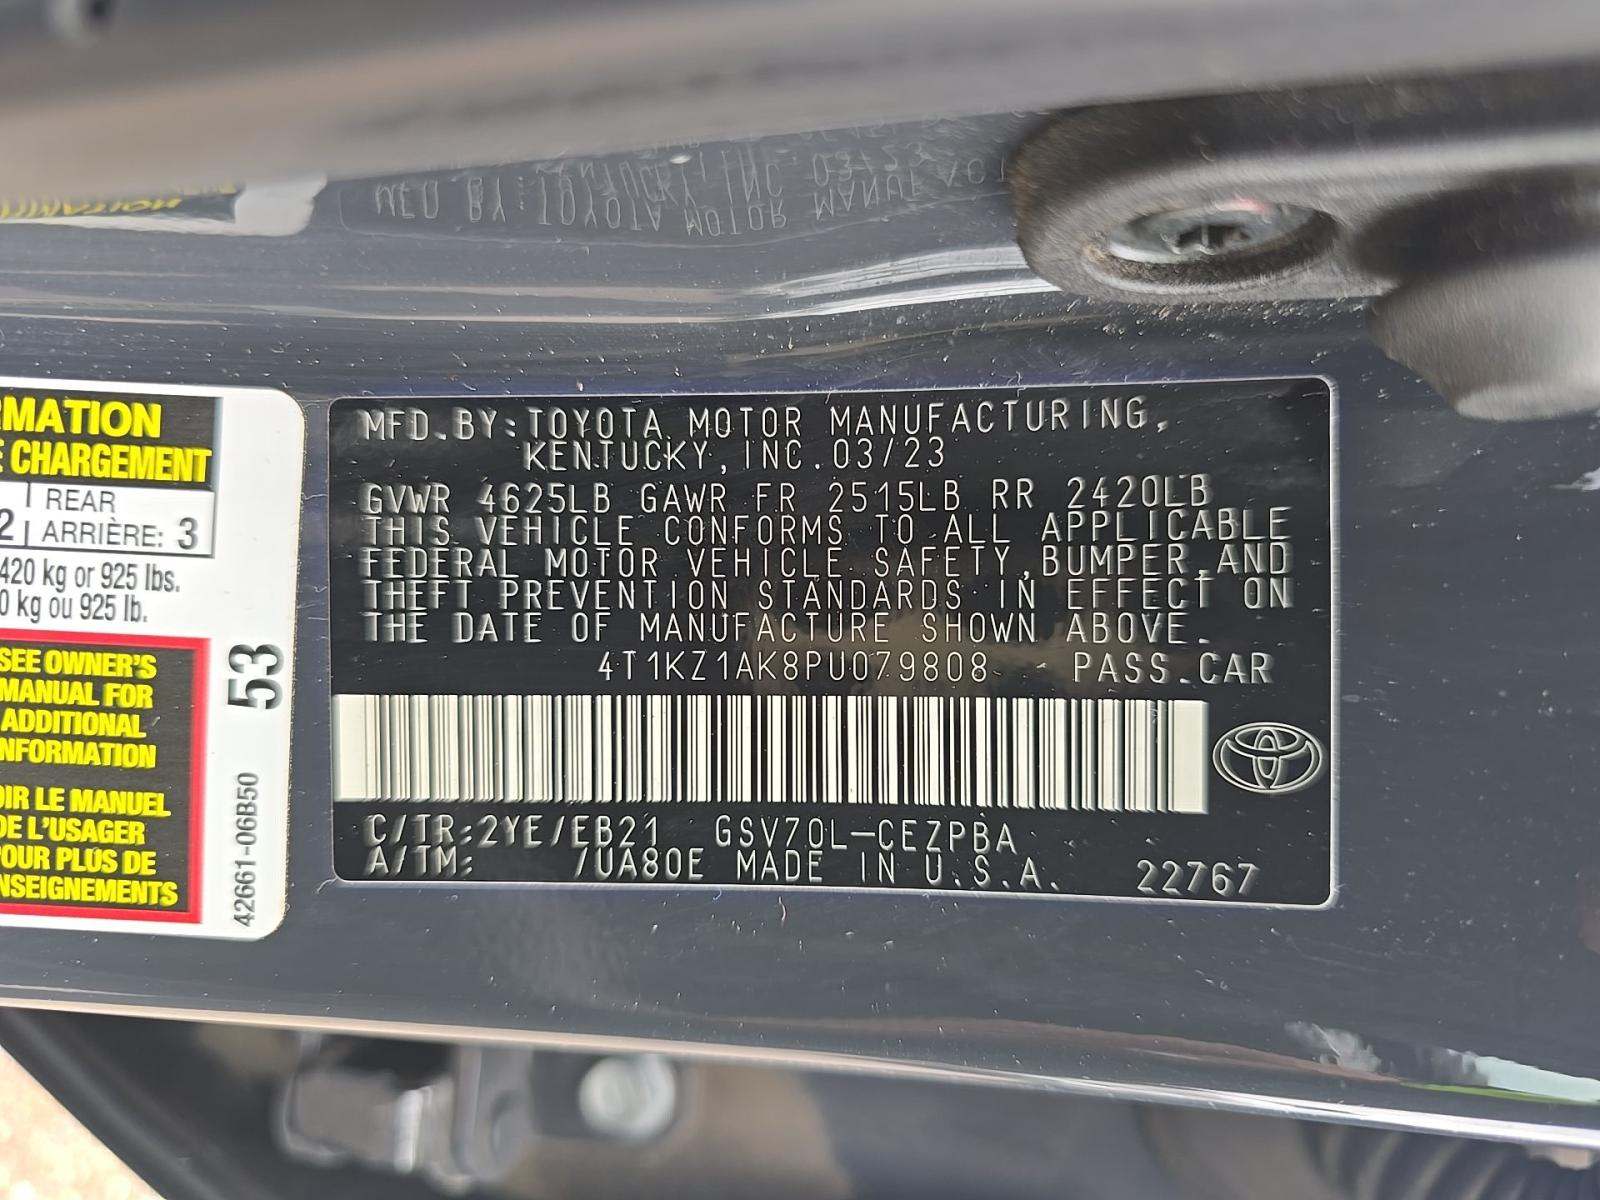 RMATION
E CHARGEMENT
2 REAR
ARRIÈRE: 3
420 kg or 925 lbs.
0 kg ou 925 lb.
SEE OWNER'S
MANUAL FOR
ADDITIONAL
NFORMATION
OIR LE MANUEL
DE L'USAGER
POUR PLUS DE
NSEIGNEMENTS
53
42661-06B50
MFD.BY:TOYOTA MOTOR MANUFACTURING,
KENTUCKY,INC.03/23
GVWR 4625LB GAWR FR 2515LB RR 2420LB
THIS VEHICLE CONFORMS TO ALL APPLICABLE
FEDERAL MOTOR VEHICLE SAFETY,BUMPER,AND
THEFT PREVENTION STANDARDS IN EFFECT ON
THE DATE OF MANUFACTURE SHOWN ABOVE.
4T1KZ1AK8PU079808 PASS.CAR
C/TR:2YE/EB21 GSV70L-CEZPBA
A/TM: /UA80E MADE IN U.S.A. 22767